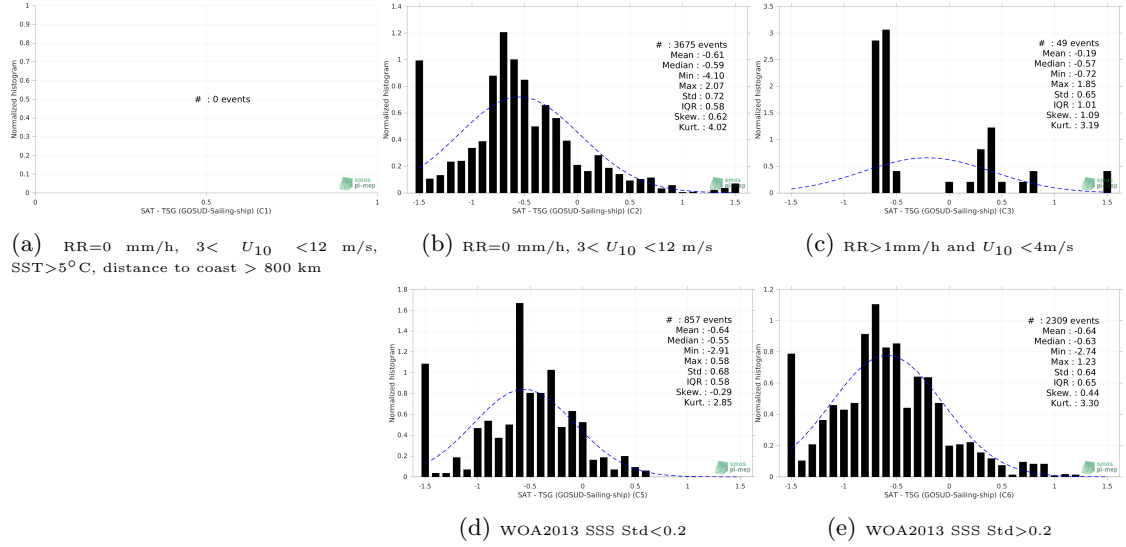 Normalized histogram
1
0.9
0.8
0.7
0.6
0.5
0.4
0.3
0.2
0.1
0
# : 0 events
0 0.5 1
SAT - TSG (GOSUD-Sailing-ship) (C1)
smos
pi-mep
(a) RR=0 mm/h, 3< U10 <12 m/s,
SST>5°C, distance to coast > 800 km
Normalized histogram
1.4
1.2
1
0.8
0.6
0.4
0.2
0
# : 3675 events
Mean : -0.61
Median : -0.59
Min : -4.10
Max : 2.07
Std : 0.72
IQR : 0.58
Skew. : 0.62
Kurt. : 4.02
-1.5 -1 -0.5 0 0.5 1 1.5
SAT - TSG (GOSUD-Sailing-ship) (C2)
smos
pi-mep
(b) RR=0 mm/h, 3< U10 <12 m/s
Normalized histogram
3.5
3
2.5
2
1.5
1
0.5
0
# : 49 events
Mean : -0.19
Median : -0.57
Min : -0.72
Max : 1.85
Std : 0.65
IQR : 1.01
Skew. : 1.09
Kurt. : 3.19
-1.5 -1 -0.5 0 0.5 1 1.5
SAT - TSG (GOSUD-Sailing-ship) (C3)
smos
pi-mep
(c) RR>1mm/h and U10 <4m/s
Normalized histogram
1.8
1.6
1.4
1.2
1
0.8
0.6
0.4
0.2
0
# : 857 events
Mean : -0.64
Median : -0.55
Min : -2.91
Max : 0.58
Std : 0.68
IQR : 0.58
Skew. : -0.29
Kurt. : 2.85
-1.5 -1 -0.5 0 0.5 1 1.5
SAT - TSG (GOSUD-Sailing-ship) (C5)
smos
pi-mep
(d) WOA2013 SSS Std<0.2
Normalized histogram
1.2
1
0.8
0.6
0.4
0.2
0
# : 2309 events
Mean : -0.64
Median : -0.63
Min : -2.74
Max : 1.23
Std : 0.64
IQR : 0.65
Skew. : 0.44
Kurt. : 3.30
-1.5 -1 -0.5 0 0.5 1 1.5
SAT - TSG (GOSUD-Sailing-ship) (C6)
smos
pi-mep
(e) WOA2013 SSS Std>0.2